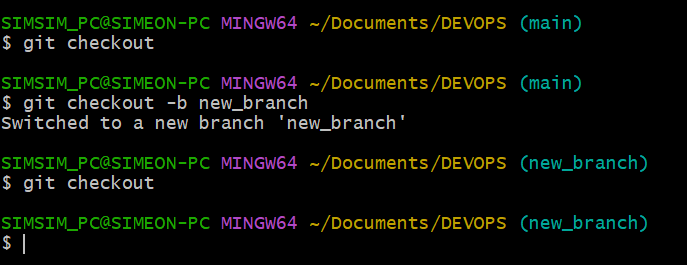 SIMSIM_PC@SIMEON-PC MINGW64 ~/Documents/DEVOPS (main)
$ git checkout
SIMSIM_PC@SIMEON-PC MINGW64 ~/Documents/DEVOPS (main)
$ git checkout -b new_branch
Switched to a new branch 'new_branch'
SIMSIM_PC@SIMEON-PC MINGW64 ~/Documents/DEVOPS (new_branch)
$ git checkout
SIMSIM_PC@SIMEON-PC MINGW64 ~/Documents/DEVOPS (new_branch)
$